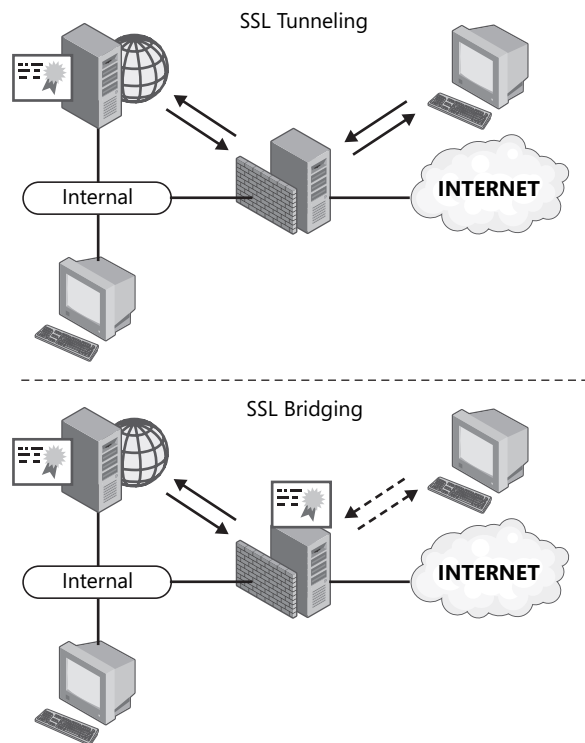 SSL Tunneling
Internal
INTERNET
SSL Bridging
Internal
INTERNET